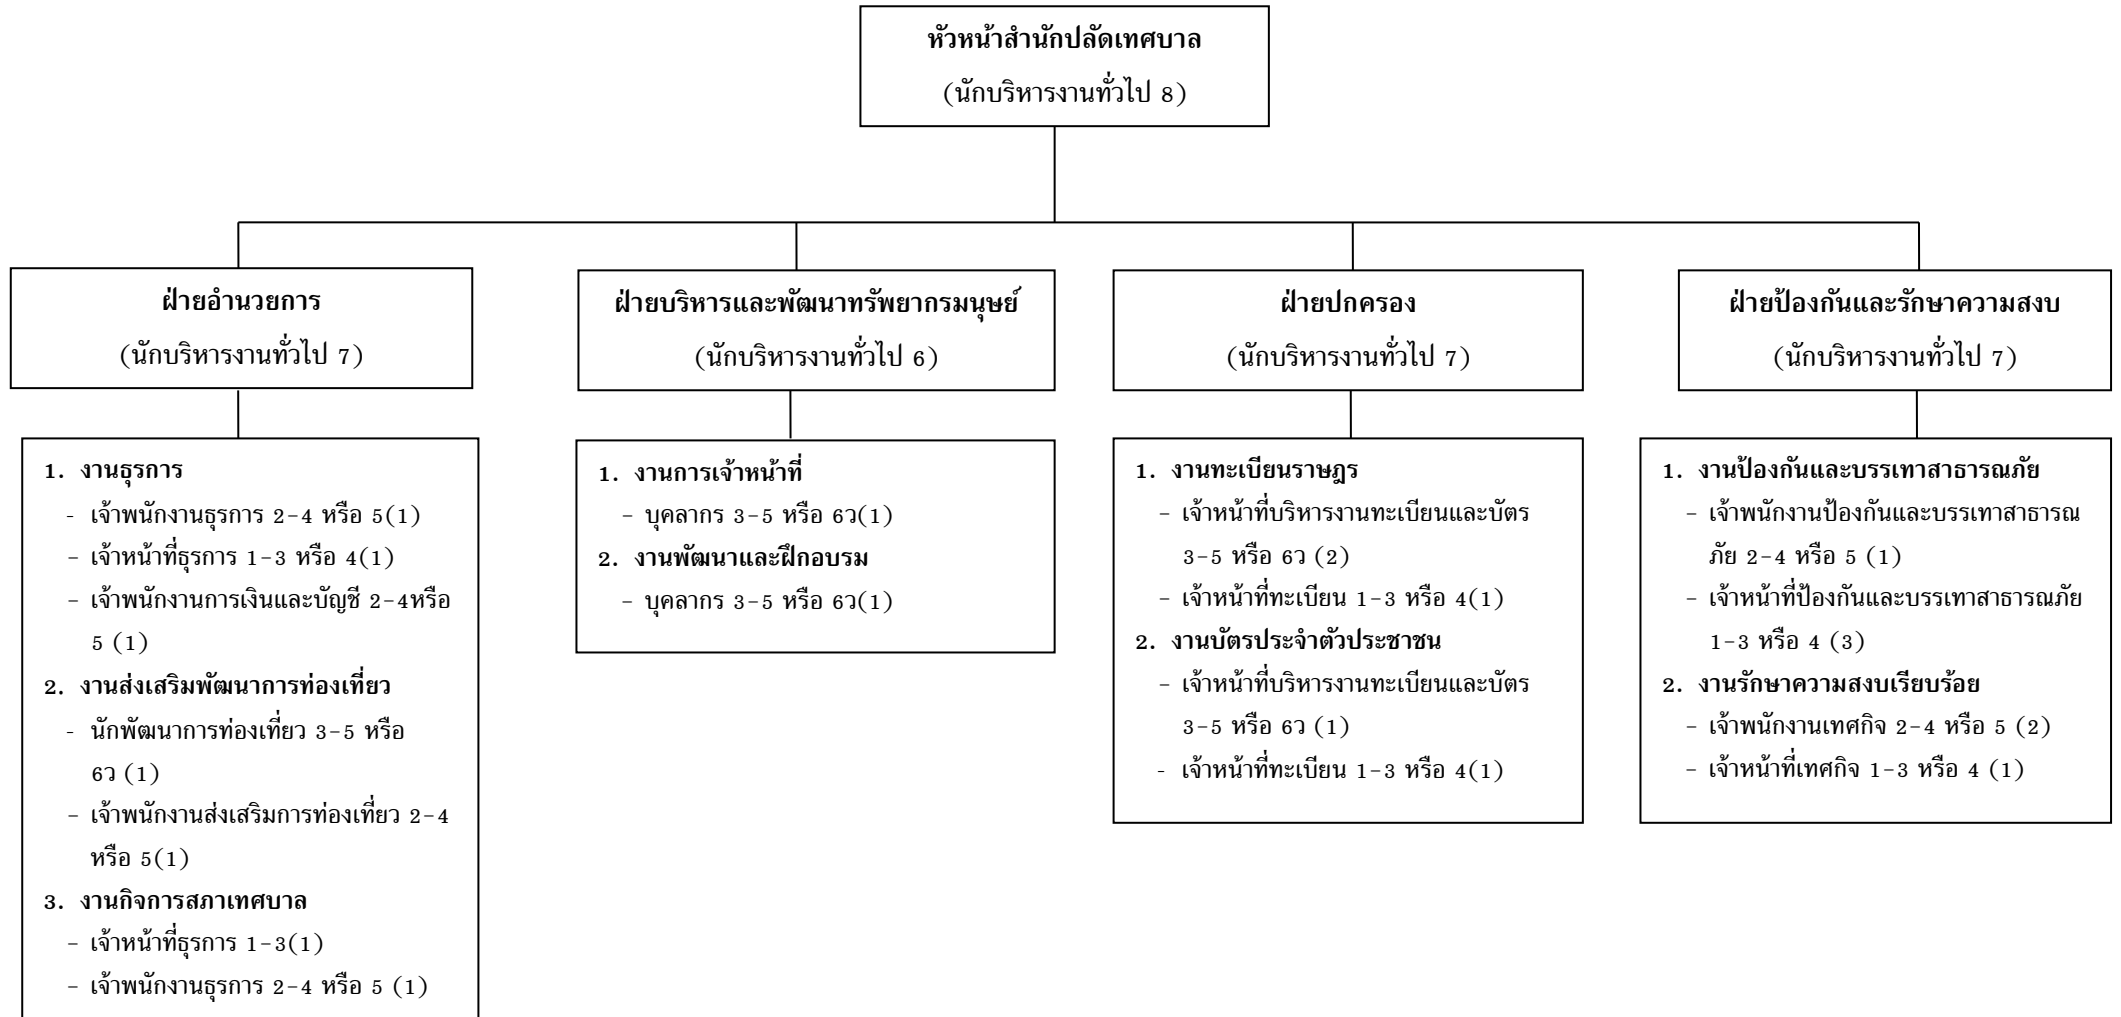 หัวหน้าสำนักปลัดเทศบาล
(นักบริหารงานทั่วไป 8)
ฝ่ายอำนวยการ
(นักบริหารงานทั่วไป 7)
ฝ่ายบริหารและพัฒนาทรัพยากรมนุษย์
(นักบริหารงานทั่วไป 6)
ฝ่ายปกครอง
(นักบริหารงานทั่วไป 7)
ฝ่ายป้องกันและรักษาความสงบ
(นักบริหารงานทั่วไป 7)
1. งานธุรการ
- เจ้าพนักงานธุรการ 2-4 หรือ 5(1)
- เจ้าหน้าที่ธุรการ 1-3 หรือ 4(1)
- เจ้าพนักงานการเงินและบัญชี 2-4หรือ
5 (1)
2. งานส่งเสริมพัฒนาการท่องเที่ยว
- นักพัฒนาการท่องเที่ยว 3-5 หรือ
6ว (1)
- เจ้าพนักงานส่งเสริมการท่องเที่ยว 2-4
หรือ 5(1)
3. งานกิจการสภาเทศบาล
- เจ้าหน้าที่ธุรการ 1-3(1)
- เจ้าพนักงานธุรการ 2-4 หรือ 5 (1)
1. งานการเจ้าหน้าที่
- บุคลากร 3-5 หรือ 6ว(1)
2. งานพัฒนาและฝึกอบรม
- บุคลากร 3-5 หรือ 6ว(1)
1. งานทะเบียนราษฎร
- เจ้าหน้าที่บริหารงานทะเบียนและบัตร
3-5 หรือ 6ว (2)
- เจ้าหน้าที่ทะเบียน 1-3 หรือ 4(1)
2. งานบัตรประจำตัวประชาชน
- เจ้าหน้าที่บริหารงานทะเบียนและบัตร
3-5 หรือ 6ว (1)
- เจ้าหน้าที่ทะเบียน 1-3 หรือ 4(1)
1. งานป้องกันและบรรเทาสาธารณภัย
- เจ้าพนักงานป้องกันและบรรเทาสาธารณ
ภัย 2-4 หรือ 5 (1)
- เจ้าหน้าที่ป้องกันและบรรเทาสาธารณภัย
1-3 หรือ 4 (3)
2. งานรักษาความสงบเรียบร้อย
- เจ้าพนักงานเทศกิจ 2-4 หรือ 5 (2)
- เจ้าหน้าที่เทศกิจ 1-3 หรือ 4 (1)